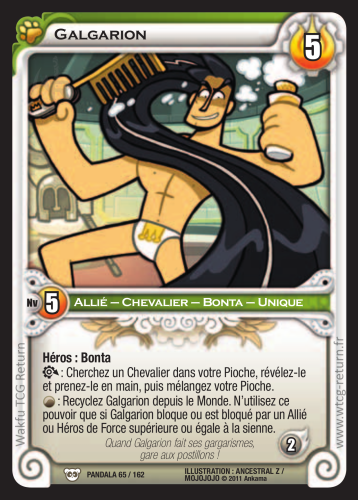 GALGARION
5
Nv 5 ALLIÉ – CHEVALIER – BONTA – UNIQUE
Héros : Bonta
: Cherchez un Chevalier dans votre Pioche, révélez-le
et prenez-le en main, puis mélangez votre Pioche.
: Recyclez Galgarion depuis le Monde. N'utilisez ce
pouvoir que si Galgarion bloque ou est bloqué par un Allié
ou Héros de Force supérieure ou égale à la sienne.
Quand Galgarion fait ses gargarismes,
gare aux postillons !
2
PANDALA 65 / 162
ILLUSTRATION : ANCESTRAL Z /
MOJOJOJO © 2011 Ankama
Wakfu TCG Return
www.wtcg-return.fr